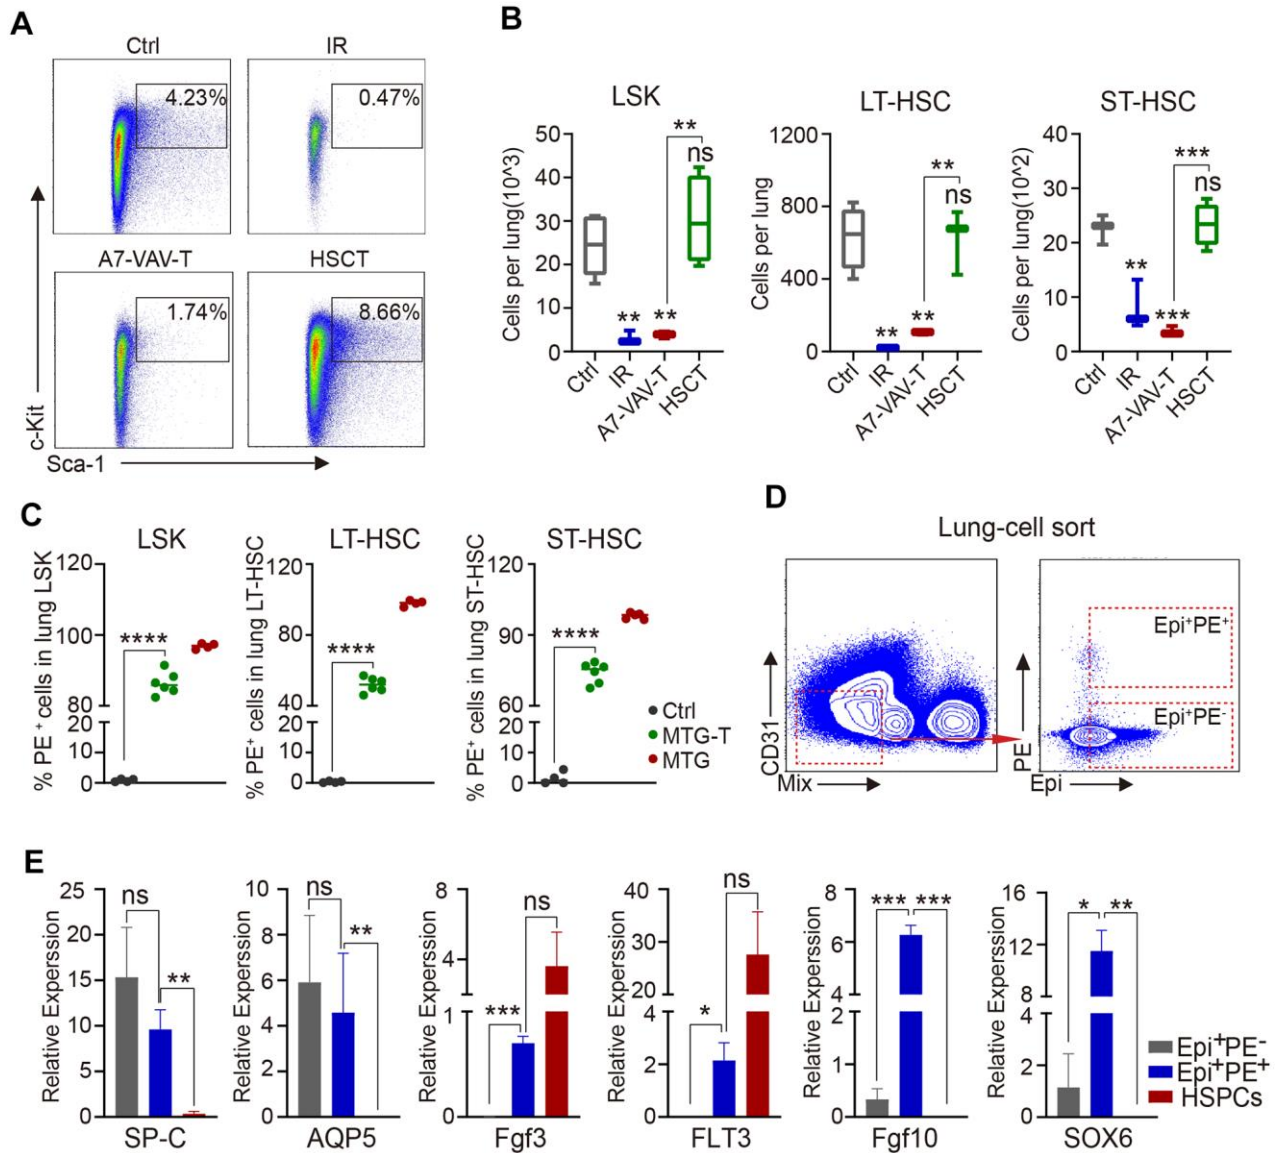 A
Ctrl
IR
4.23%
0.47%
A7-VAV-T
HSCT
1.74%
8.66%
c-Kit
Sca-1
B
LSK
LT-HSC
ST-HSC
Cells per lung(10^3)
50
40
30
20
10
0
**
**
**
ns
Ctrl
IR
A7-VAV-T
HSCT
Cells per lung
1200
800
400
0
**
**
**
ns
Ctrl
IR
A7-VAV-T
HSCT
Cells per lung(10^2)
40
30
20
10
0
**
***
***
ns
Ctrl
IR
A7-VAV-T
HSCT
C
LSK
LT-HSC
ST-HSC
% PE+ cells in lung LSK
120
100
80
20
10
0
****
% PE+ cells in lung LT-HSC
120
80
40
20
10
0
****
% PE+ cells in lung ST-HSC
120
90
60
20
10
0
****
Ctrl
MTG-T
MTG
D
Lung-cell sort
CD31
Mix
PE
Epi
Epi+PE+
Epi+PE-
E
Relative Experssion
25
20
15
10
5
0
ns
**
SP-C
Relative Experssion
10
8
6
4
2
0
ns
**
AQP5
Relative Experssion
8
4
1
0
***
ns
Fgf3
Relative Experssion
40
30
20
4
2
0
*
ns
FLT3
Relative Experssion
8
6
4
2
1
0
***
***
Fgf10
Relative Experssion
16
12
8
4
2
0
*
**
SOX6
Epi+PE-
Epi+PE+
HSPCs